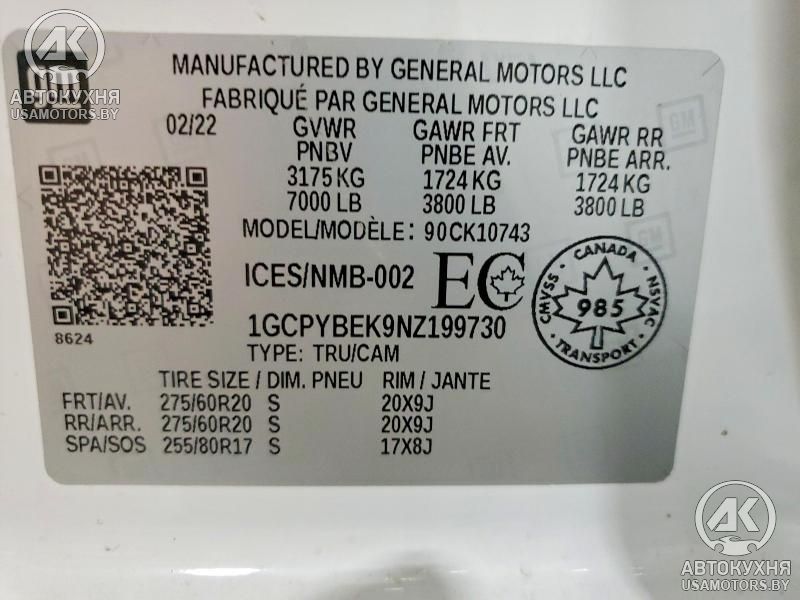 MANUFACTURED BY GENERAL MOTORS LLC
FABRIQUÉ PAR GENERAL MOTORS LLC
02/22 GVWR GAWR FRT GAWR RR
PNBV PNBE AV. PNBE ARR.
3175 KG 1724 KG 1724 KG
7000 LB 3800 LB 3800 LB
MODEL/MODÈLE: 90CK10743
ICES/NMB-002 EC
CANADA
CMVSS 985 NSVAC
TRANSPORT
1GCPYBEK9NZ199730
8624
TYPE: TRU/CAM
TIRE SIZE / DIM. PNEU RIM / JANTE
FRT/AV. 275/60R20 S 20X9J
RR/ARR. 275/60R20 S 20X9J
SPA/SOS 255/80R17 S 17X8J
GM
АК
АВТОКУХНЯ
USAMOTORS.BY
АК
АВТОКУХНЯ
USAMOTORS.BY